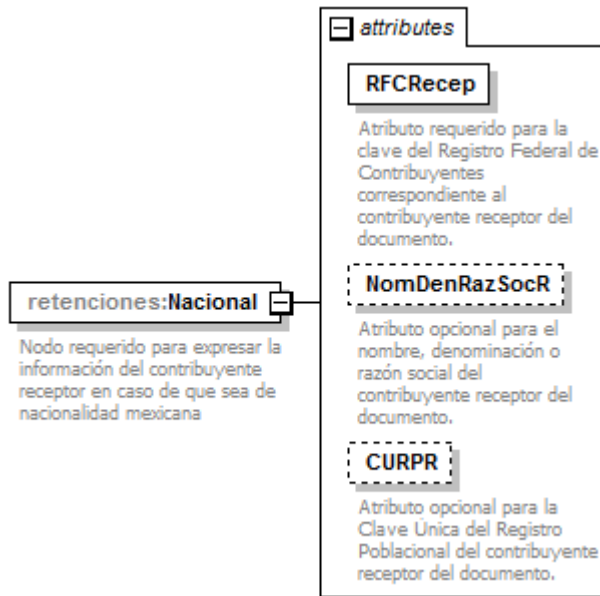 attributes
RFCRecep
Atributo requerido para la
clave del Registro Federal de
Contribuyentes
correspondiente al
contribuyente receptor del
documento.
retenciones:Nacional
Nodo requerido para expresar la
información del contribuyente
receptor en caso de que sea de
nacionalidad mexicana
NomDenRazSocR
Atributo opcional para el
nombre, denominación o
razón social del
contribuyente receptor del
documento.
CURPR
Atributo opcional para la
Clave Única del Registro
Poblacional del contribuyente
receptor del documento.